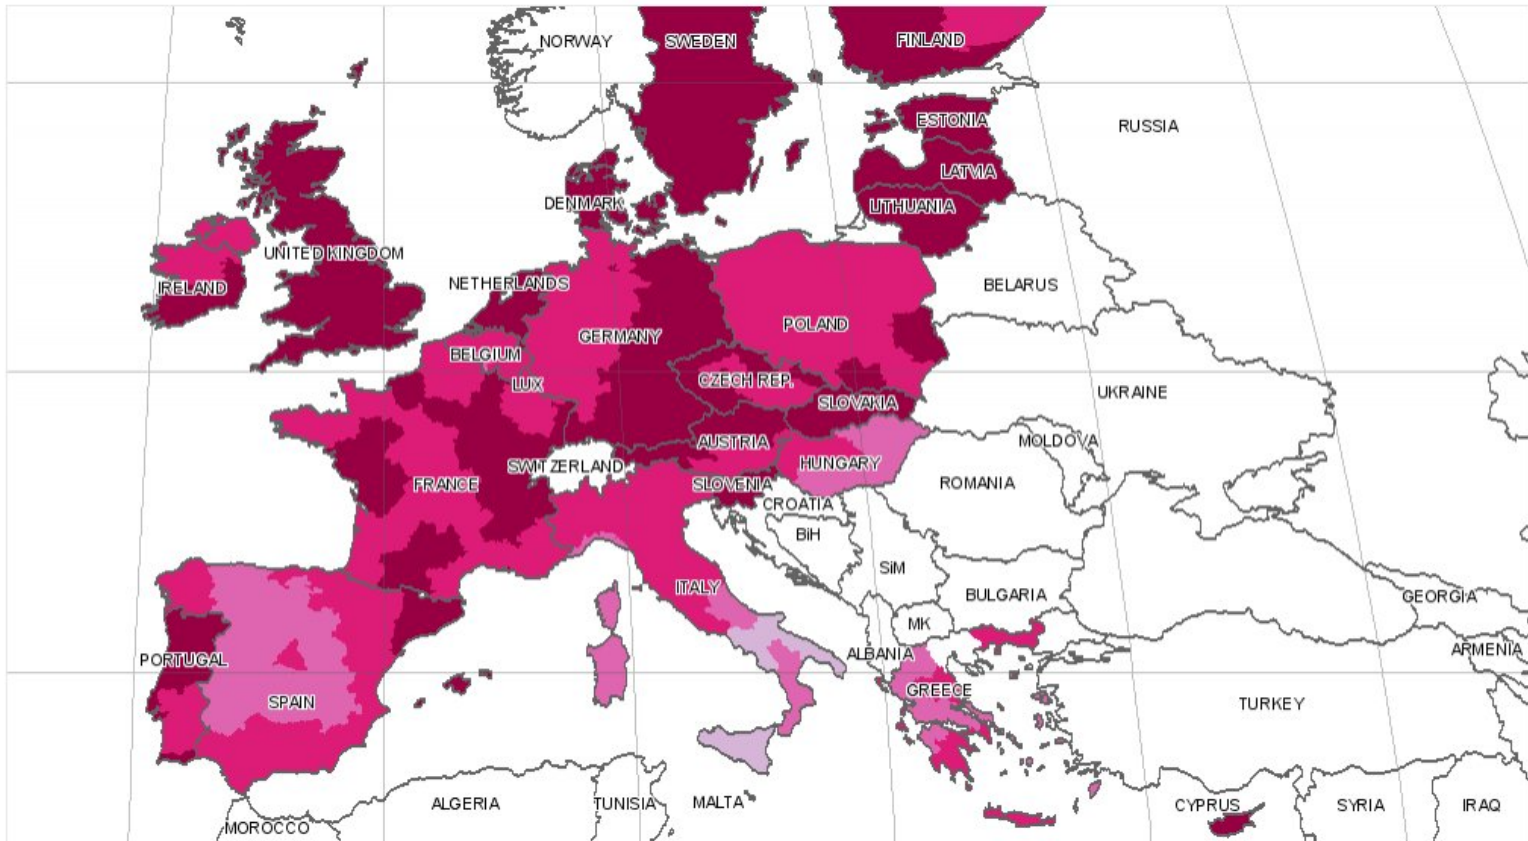 NORWAY
SWEDEN
FINLAND
ESTONIA
RUSSIA
LATVIA
DENMARK
LITHUANIA
UNITED KINGDOM
IRELAND
NETHERLANDS
BELARUS
GERMANY
POLAND
BELGIUM
LUX
CZECH REP.
UKRAINE
SLOVAKIA
AUSTRIA
MOLDOVA
SWITZERLAND
HUNGARY
FRANCE
SLOVENIA
ROMANIA
CROATIA
BiH
SiM
ITALY
BULGARIA
GEORGIA
MK
PORTUGAL
ALBANIA
ARMENIA
GREECE
SPAIN
TURKEY
ALGERIA
TUNISIA
MALTA
CYPRUS
SYRIA
IRAQ
MOROCCO